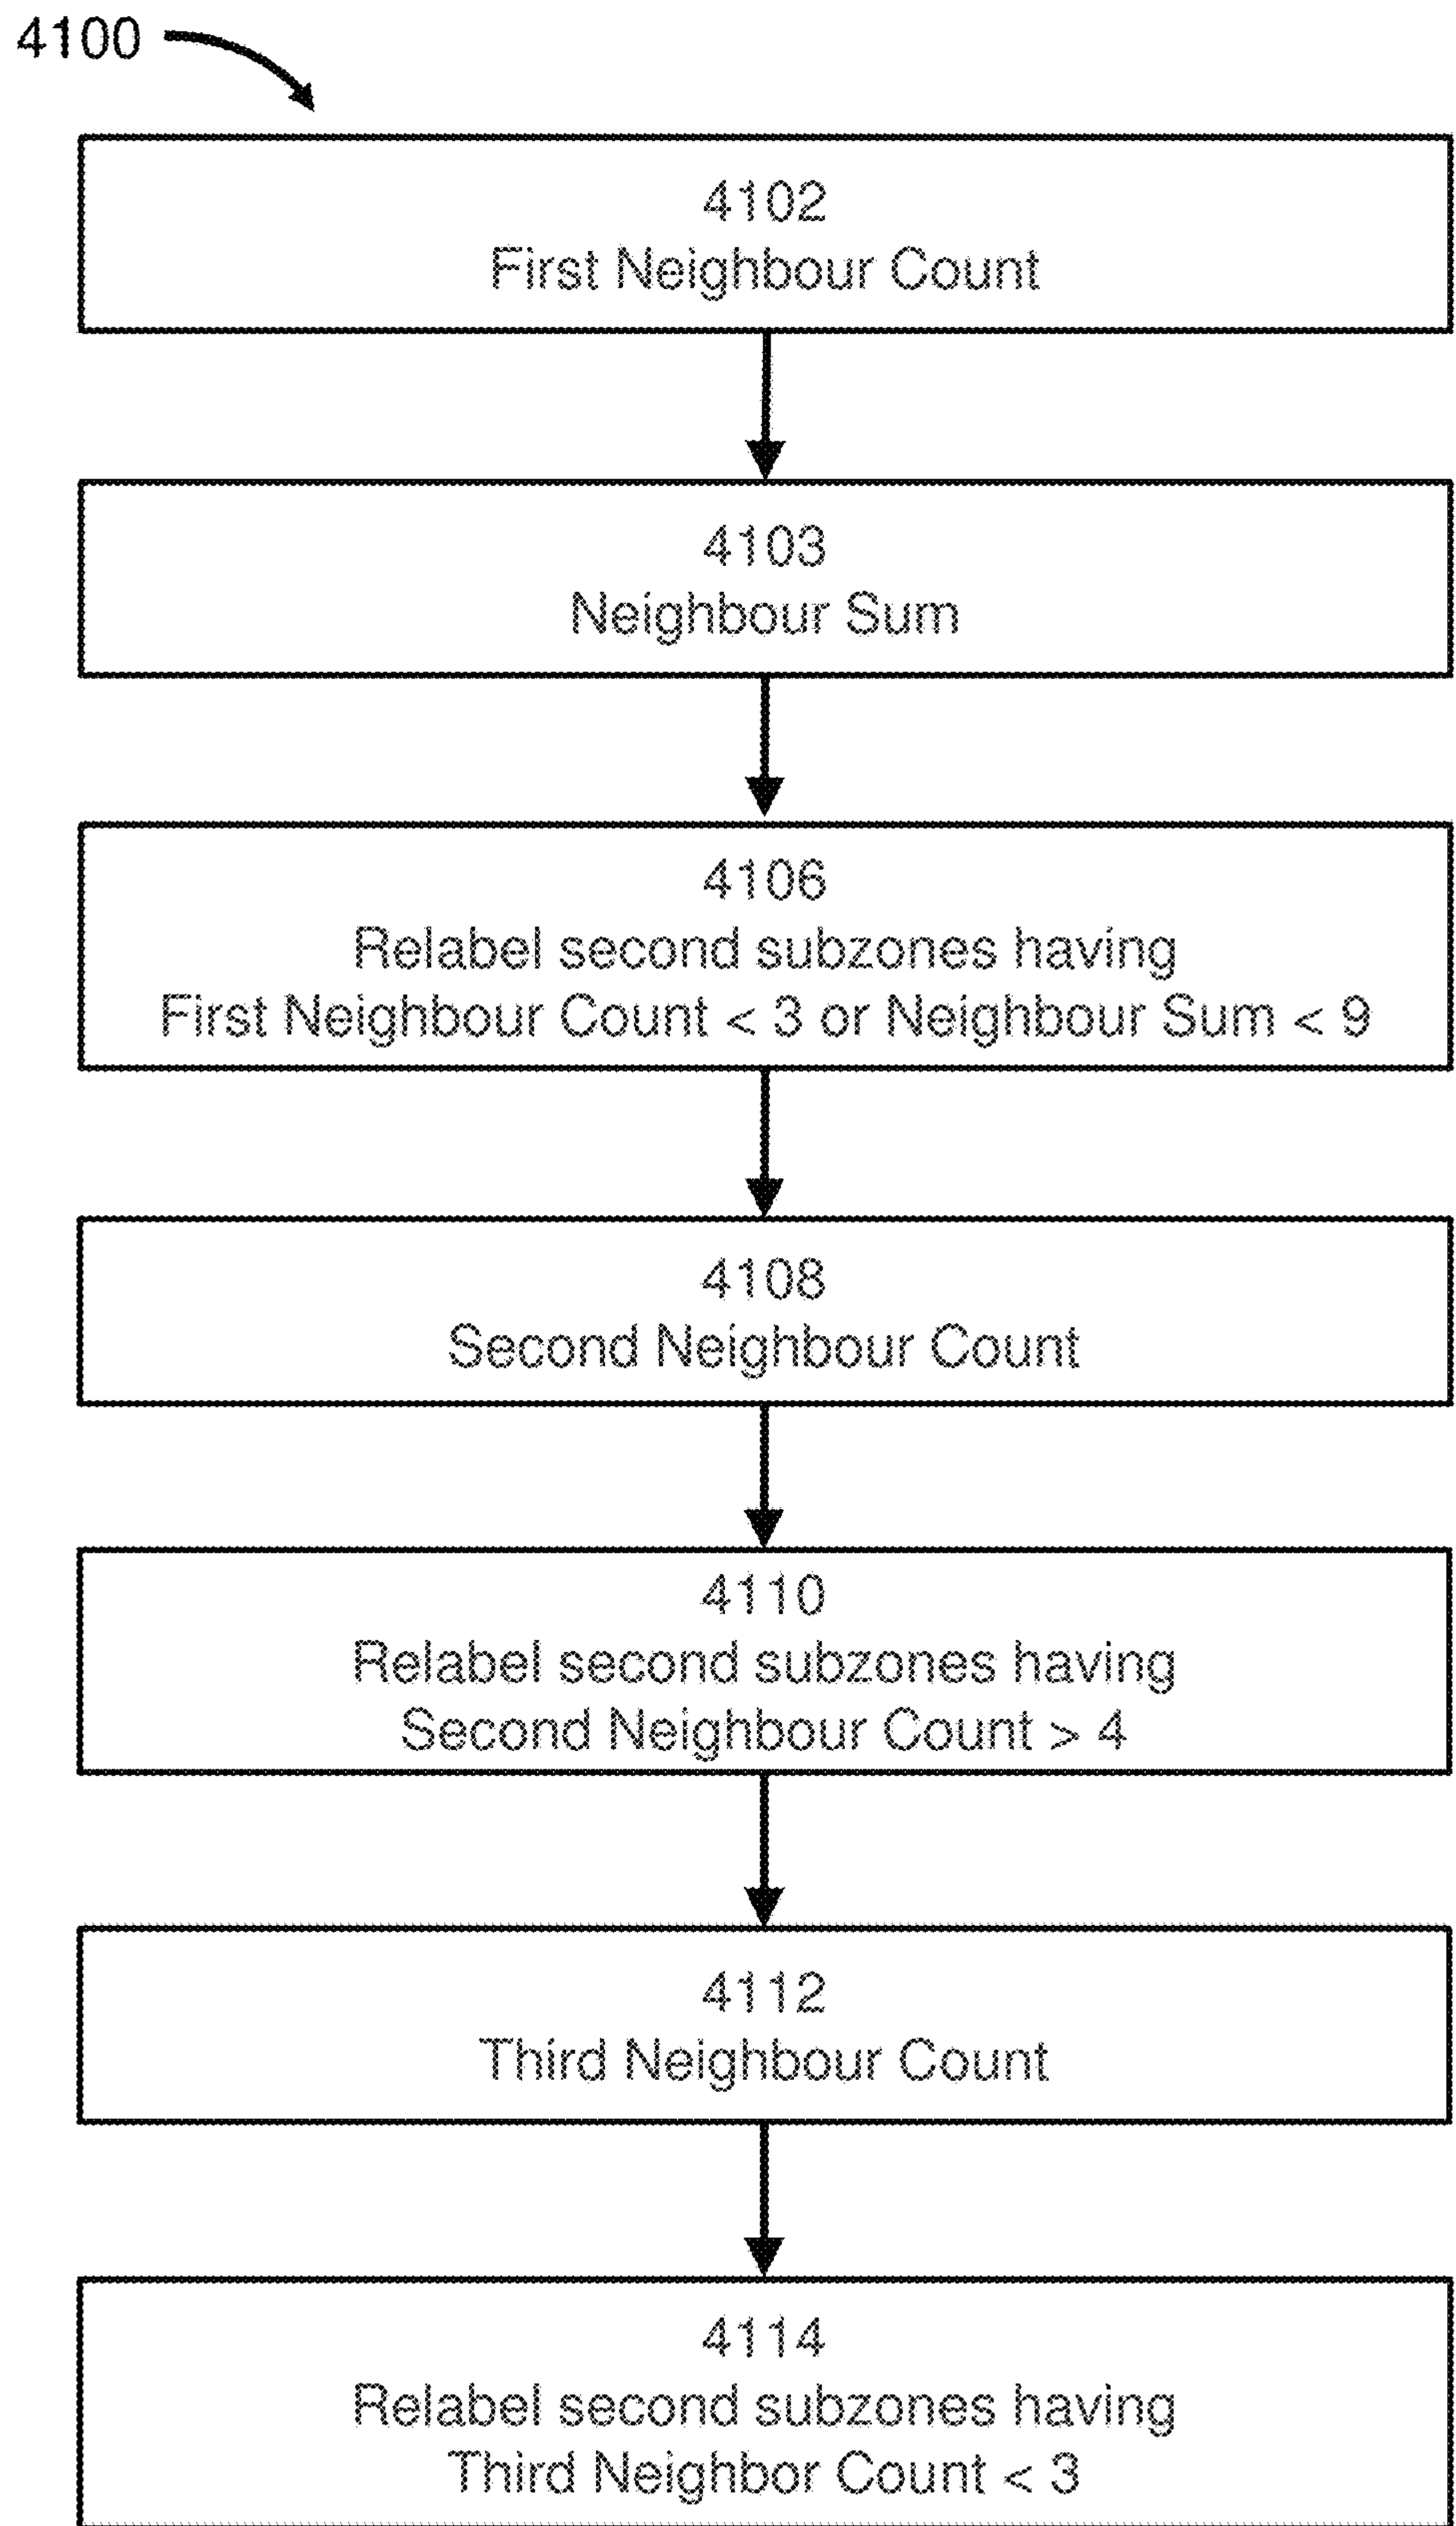 4100
4102
First Neighbour Count
4103
Neighbour Sum
4106
Relabel second subzones having
First Neighbour Count < 3 or Neighbour Sum < 9
4108
Second Neighbour Count
4110
Relabel second subzones having
Second Neighbour Count > 4
4112
Third Neighbour Count
4114
Relabel second subzones having
Third Neighbor Count < 3